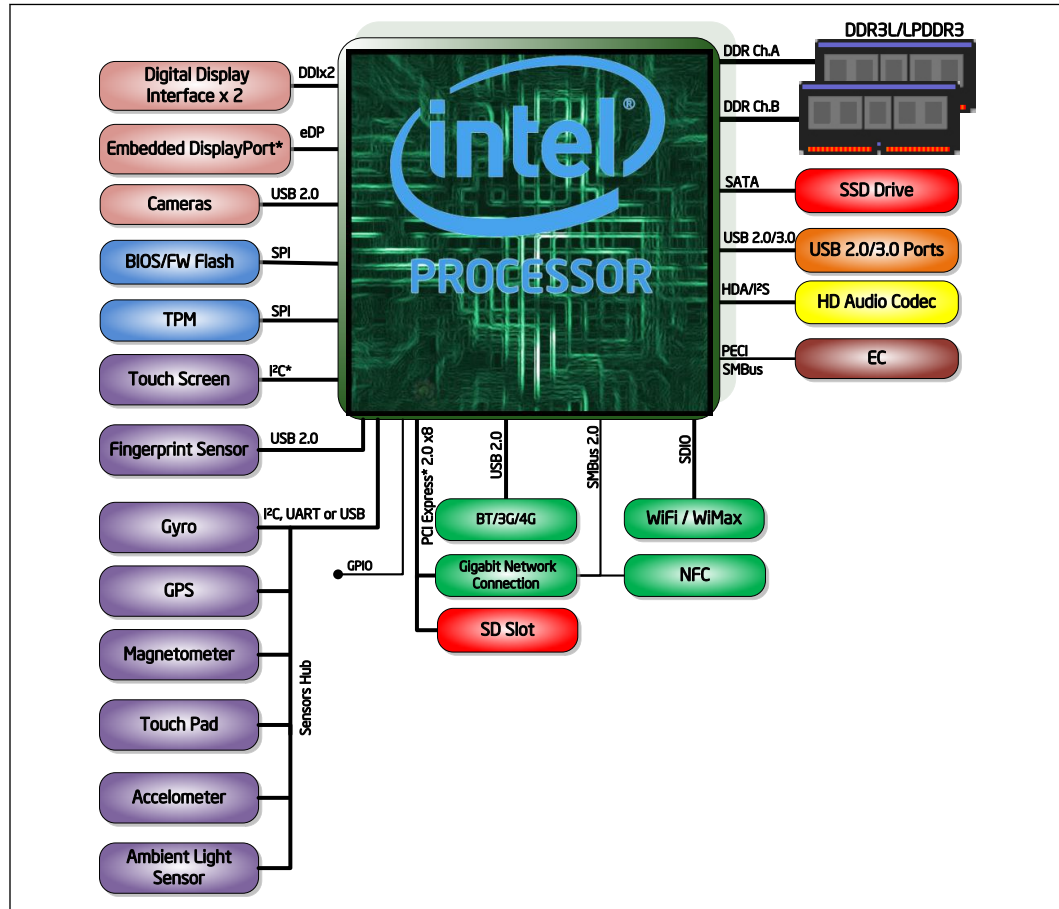 DDR3L/LPDDR3
DDR Ch.A
DDR Ch.B
Digital Display
Interface x 2
DDIx2
Embedded DisplayPort*
eDP
Cameras
USB 2.0
BIOS/FW Flash
SPI
TPM
SPI
Touch Screen
I²C*
Fingerprint Sensor
USB 2.0
intel®
PROCESSOR
SATA
SSD Drive
USB 2.0/3.0
USB 2.0/3.0 Ports
HDA/I²S
HD Audio Codec
PECI
SMBus
EC
Gyro
I²C, UART or USB
GPS
Magnetometer
Touch Pad
Accelometer
Ambient Light
Sensor
Sensors Hub
GPIO
PCI Express* 2.0 x8
USB 2.0
SMBus 2.0
SDIO
BT/3G/4G
WiFi / WiMax
Gigabit Network
Connection
NFC
SD Slot